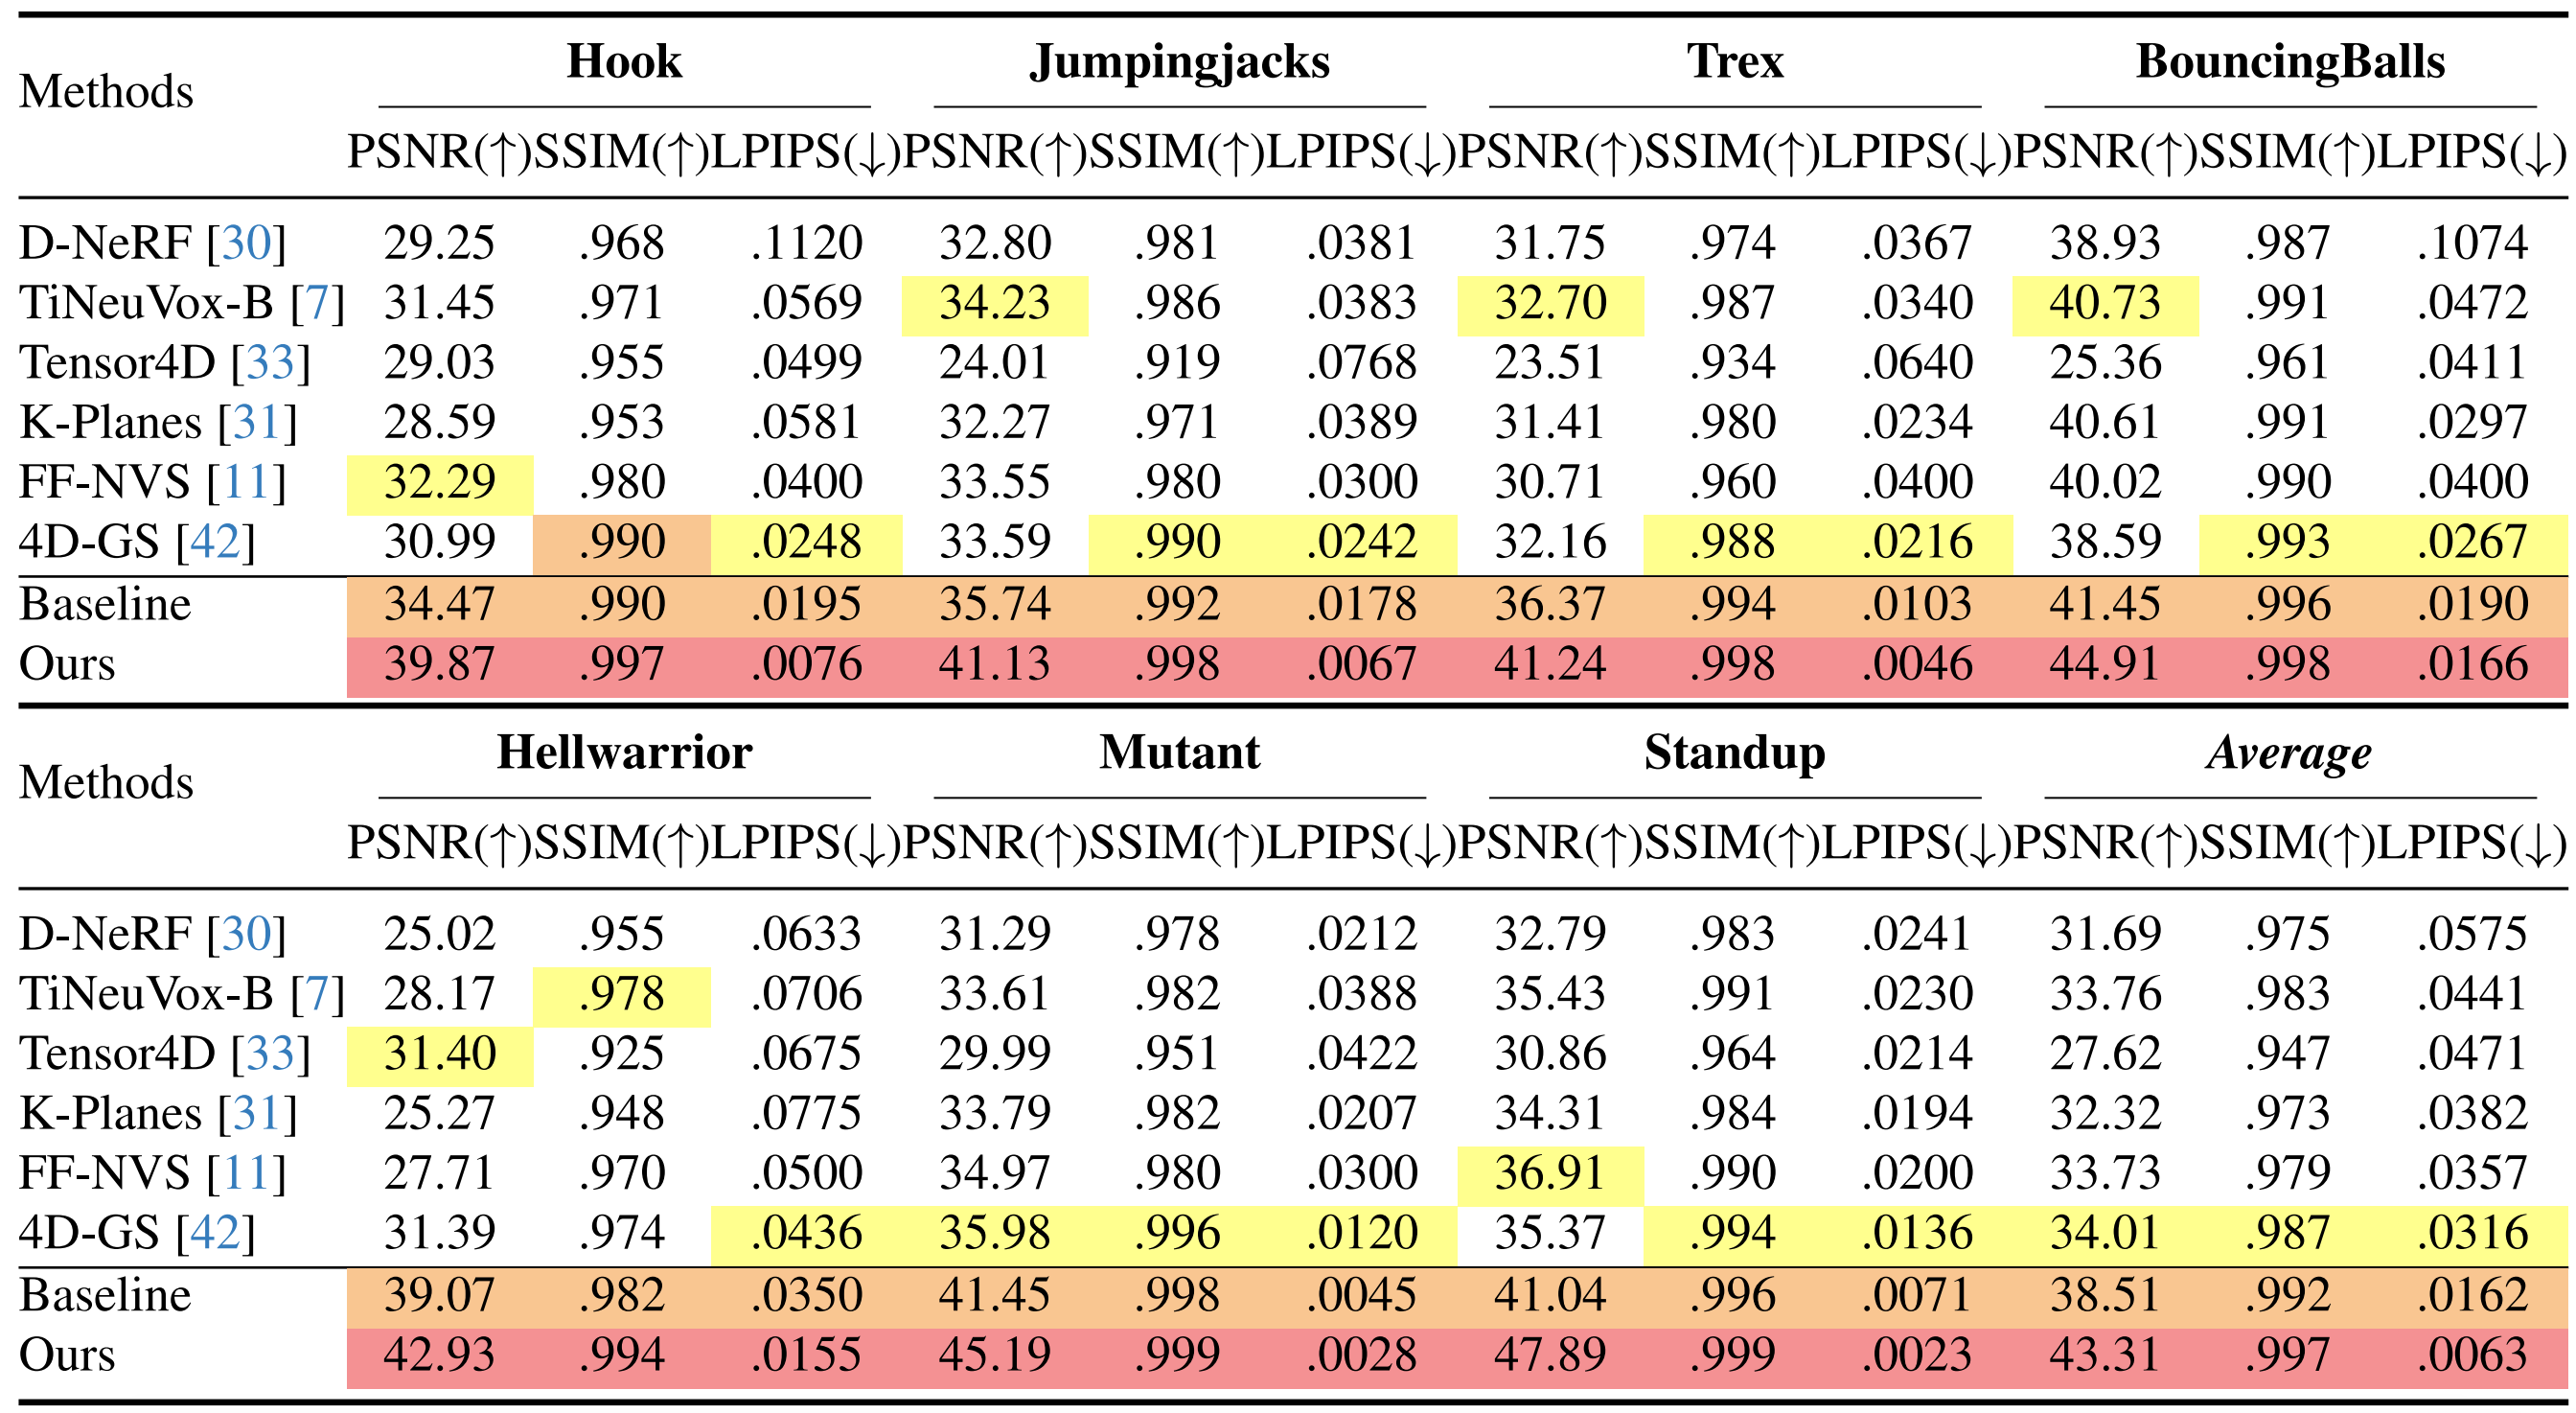 Methods Hook Jumpingjacks Trex BouncingBalls
PSNR(↑) SSIM(↑) LPIPS(↓) PSNR(↑) SSIM(↑) LPIPS(↓) PSNR(↑) SSIM(↑) LPIPS(↓) PSNR(↑) SSIM(↑) LPIPS(↓)
D-NeRF [30] 29.25 .968 .1120 32.80 .981 .0381 31.75 .974 .0367 38.93 .987 .1074
TiNeuVox-B [7] 31.45 .971 .0569 34.23 .986 .0383 32.70 .987 .0340 40.73 .991 .0472
Tensor4D [33] 29.03 .955 .0499 24.01 .919 .0768 23.51 .934 .0640 25.36 .961 .0411
K-Planes [31] 28.59 .953 .0581 32.27 .971 .0389 31.41 .980 .0234 40.61 .991 .0297
FF-NVS [11] 32.29 .980 .0400 33.55 .980 .0300 30.71 .960 .0400 40.02 .990 .0400
4D-GS [42] 30.99 .990 .0248 33.59 .990 .0242 32.16 .988 .0216 38.59 .993 .0267
Baseline 34.47 .990 .0195 35.74 .992 .0178 36.37 .994 .0103 41.45 .996 .0190
Ours 39.87 .997 .0076 41.13 .998 .0067 41.24 .998 .0046 44.91 .998 .0166
Methods Hellwarrior Mutant Standup Average
PSNR(↑) SSIM(↑) LPIPS(↓) PSNR(↑) SSIM(↑) LPIPS(↓) PSNR(↑) SSIM(↑) LPIPS(↓) PSNR(↑) SSIM(↑) LPIPS(↓)
D-NeRF [30] 25.02 .955 .0633 31.29 .978 .0212 32.79 .983 .0241 31.69 .975 .0575
TiNeuVox-B [7] 28.17 .978 .0706 33.61 .982 .0388 35.43 .991 .0230 33.76 .983 .0441
Tensor4D [33] 31.40 .925 .0675 29.99 .951 .0422 30.86 .964 .0214 27.62 .947 .0471
K-Planes [31] 25.27 .948 .0775 33.79 .982 .0207 34.31 .984 .0194 32.32 .973 .0382
FF-NVS [11] 27.71 .970 .0500 34.97 .980 .0300 36.91 .990 .0200 33.73 .979 .0357
4D-GS [42] 31.39 .974 .0436 35.98 .996 .0120 35.37 .994 .0136 34.01 .987 .0316
Baseline 39.07 .982 .0350 41.45 .998 .0045 41.04 .996 .0071 38.51 .992 .0162
Ours 42.93 .994 .0155 45.19 .999 .0028 47.89 .999 .0023 43.31 .997 .0063